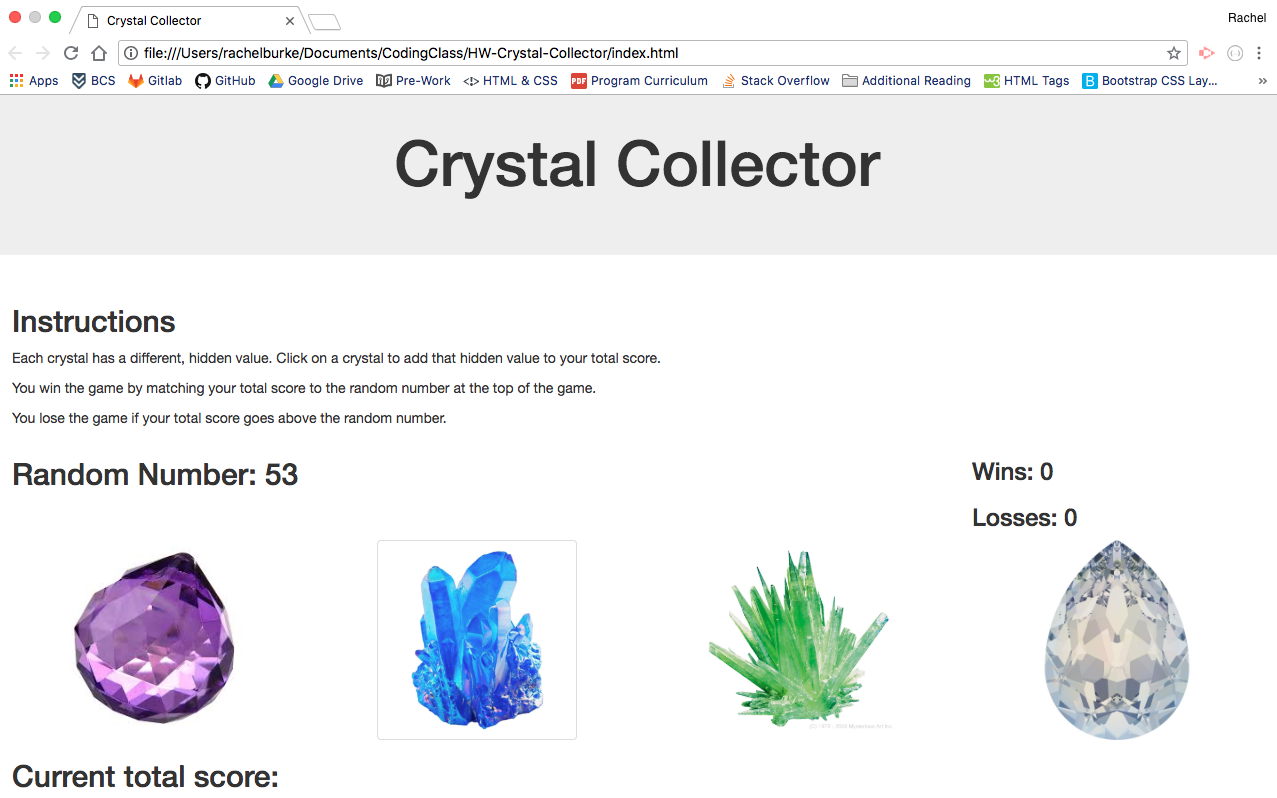 Crystal Collector
Rachel
file:///Users/rachelburke/Documents/CodingClass/HW-Crystal-Collector/index.html
Apps BCS Gitlab GitHub Google Drive Pre-Work HTML & CSS PDF Program Curriculum Stack Overflow Additional Reading w3 HTML Tags B Bootstrap CSS Lay... »
Crystal Collector
Instructions
Each crystal has a different, hidden value. Click on a crystal to add that hidden value to your total score.
You win the game by matching your total score to the random number at the top of the game.
You lose the game if your total score goes above the random number.
Random Number: 53
Wins: 0
Losses: 0
Current total score: